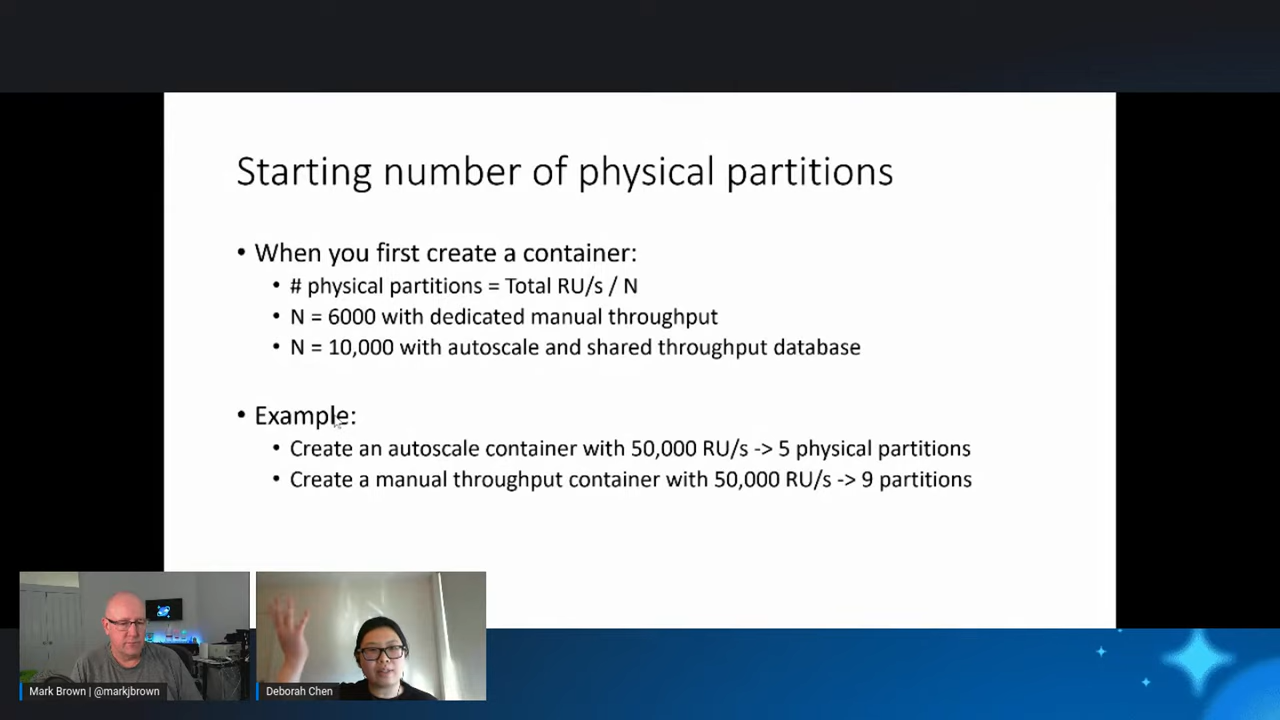 Starting number of physical partitions
• When you first create a container:
• # physical partitions = Total RU/s / N
• N = 6000 with dedicated manual throughput
• N = 10,000 with autoscale and shared throughput database
• Example:
• Create an autoscale container with 50,000 RU/s -> 5 physical partitions
• Create a manual throughput container with 50,000 RU/s -> 9 partitions
Mark Brown | @markjbrown
Deborah Chen